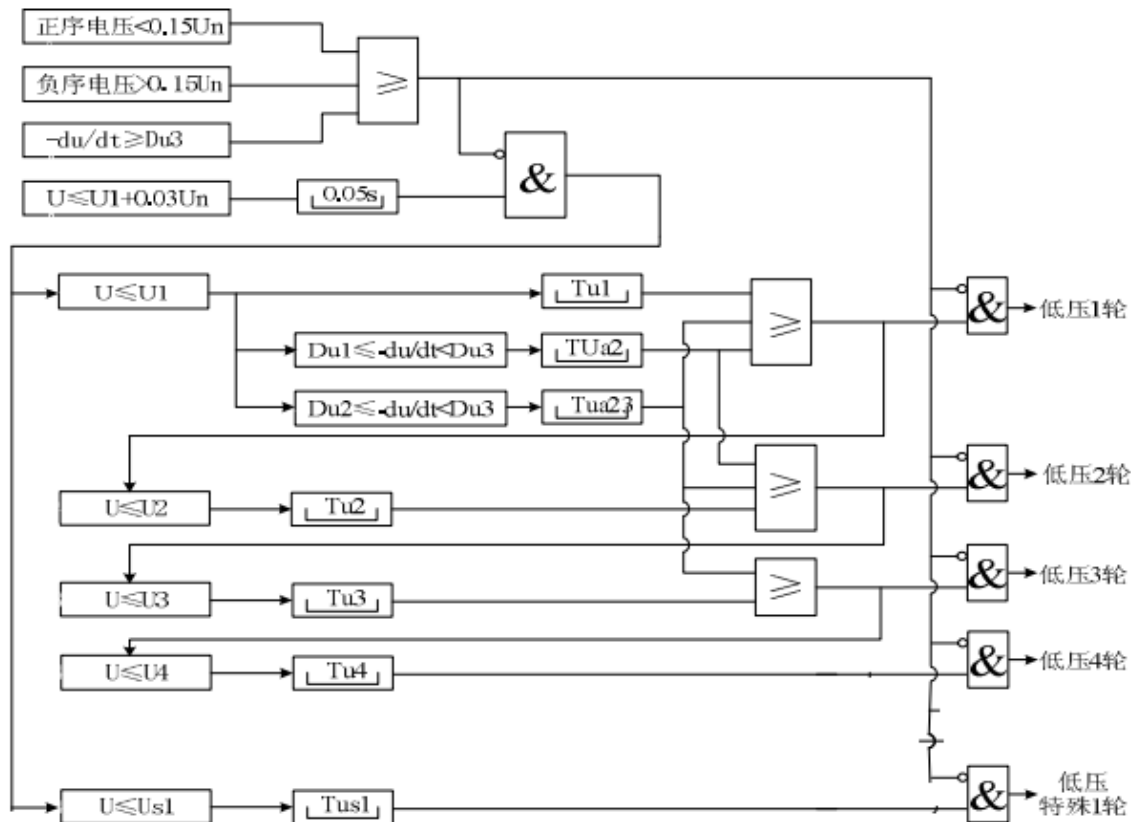 正序电压<0.15Un
≥
负序电压>0.15Un
-du/dt≥Du3
&
U≤U1+0.03Un
0.05s
U≤U1
Tu1
≥
&
低压1轮
Du1≤-du/dt<Du3
TUa2
Du2≤-du/dt<Du3
Tua23
U≤U2
Tu2
≥
&
低压2轮
U≤U3
Tu3
≥
&
低压3轮
U≤U4
Tu4
&
低压4轮
U≤Us1
Tus1
&
低压
特殊1轮